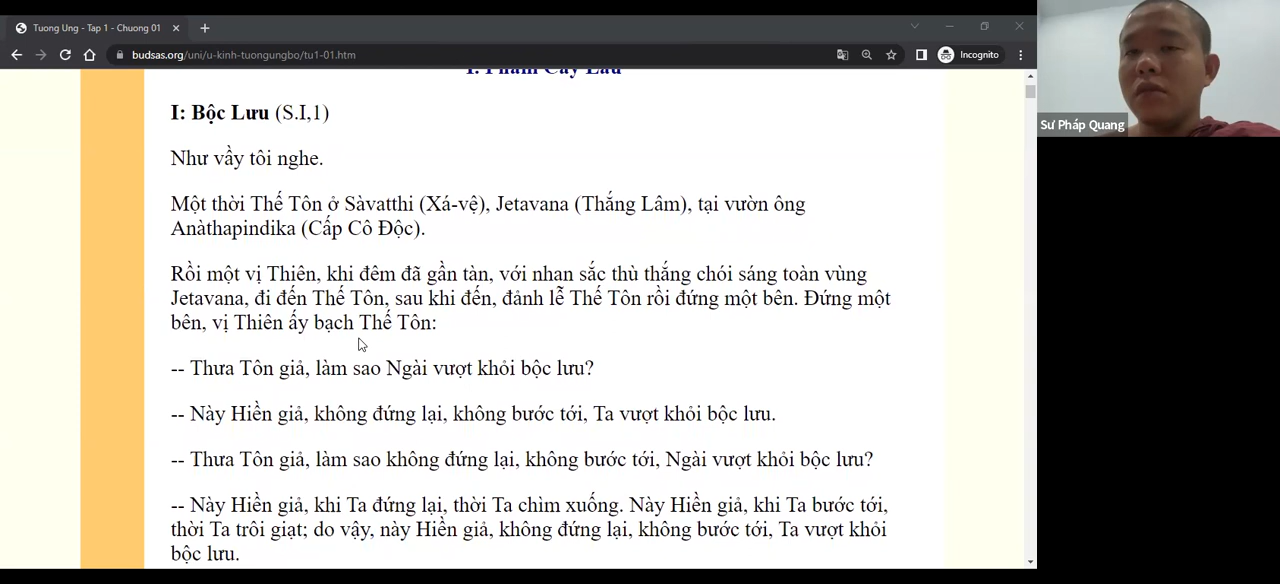 Tuong Ung - Tap 1 - Chuong 01
budsas.org/uni/u-kinh-tuongungbo/tu1-01.htm
Incognito
Sư Pháp Quang
I: Bộc Lưu (S.I,1)
Như vầy tôi nghe.
Một thời Thế Tôn ở Sàvatthi (Xá-vệ), Jetavana (Thắng Lâm), tại vườn ông
Anàthapindika (Cấp Cô Độc).
Rồi một vị Thiên, khi đêm đã gần tàn, với nhan sắc thù thắng chói sáng toàn vùng
Jetavana, đi đến Thế Tôn, sau khi đến, đảnh lễ Thế Tôn rồi đứng một bên. Đứng một
bên, vị Thiên ấy bạch Thế Tôn:
-- Thưa Tôn giả, làm sao Ngài vượt khỏi bộc lưu?
-- Này Hiền giả, không đứng lại, không bước tới, Ta vượt khỏi bộc lưu.
-- Thưa Tôn giả, làm sao không đứng lại, không bước tới, Ngài vượt khỏi bộc lưu?
-- Này Hiền giả, khi Ta đứng lại, thời Ta chìm xuống. Này Hiền giả, khi Ta bước tới,
thời Ta trôi giạt; do vậy, này Hiền giả, không đứng lại, không bước tới, Ta vượt khỏi
bộc lưu.